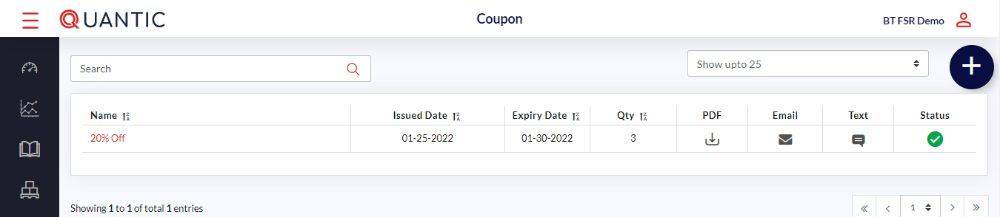 QUANTIC
Coupon
BT FSR Demo
Search
Show upto 25
Name Issued Date Expiry Date Qty PDF Email Text Status
20% Off 01-25-2022 01-30-2022 3
Showing 1 to 1 of total 1 entries
« ‹ 1 › »